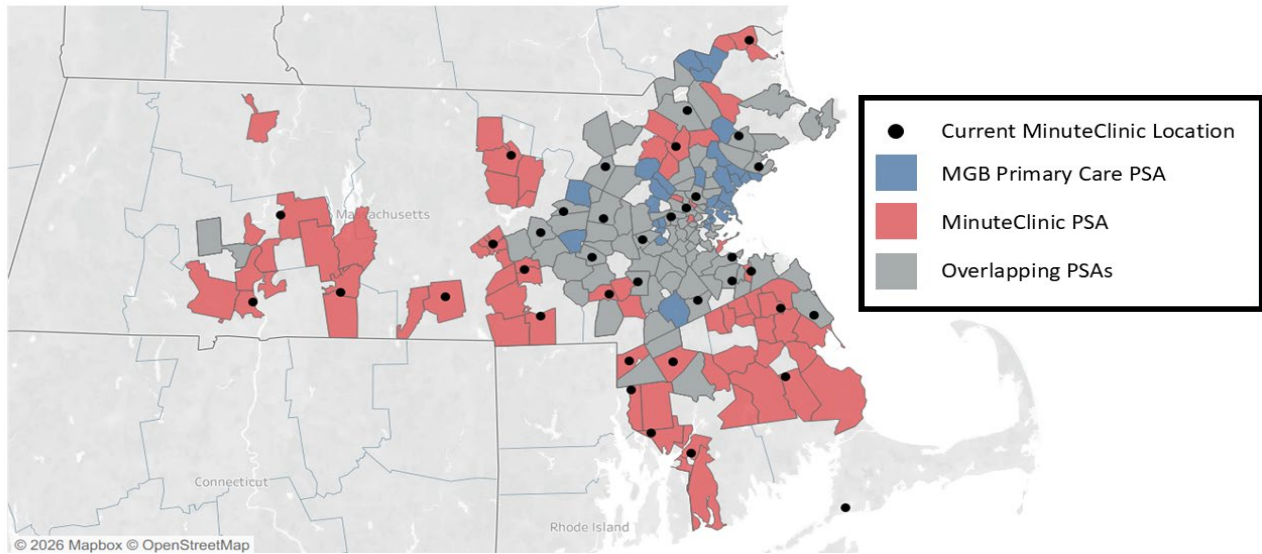 Current MinuteClinic Location
MGB Primary Care PSA
MinuteClinic PSA
Overlapping PSAs
Massachusetts
Connecticut
Rhode Island
© 2026 Mapbox © OpenStreetMap